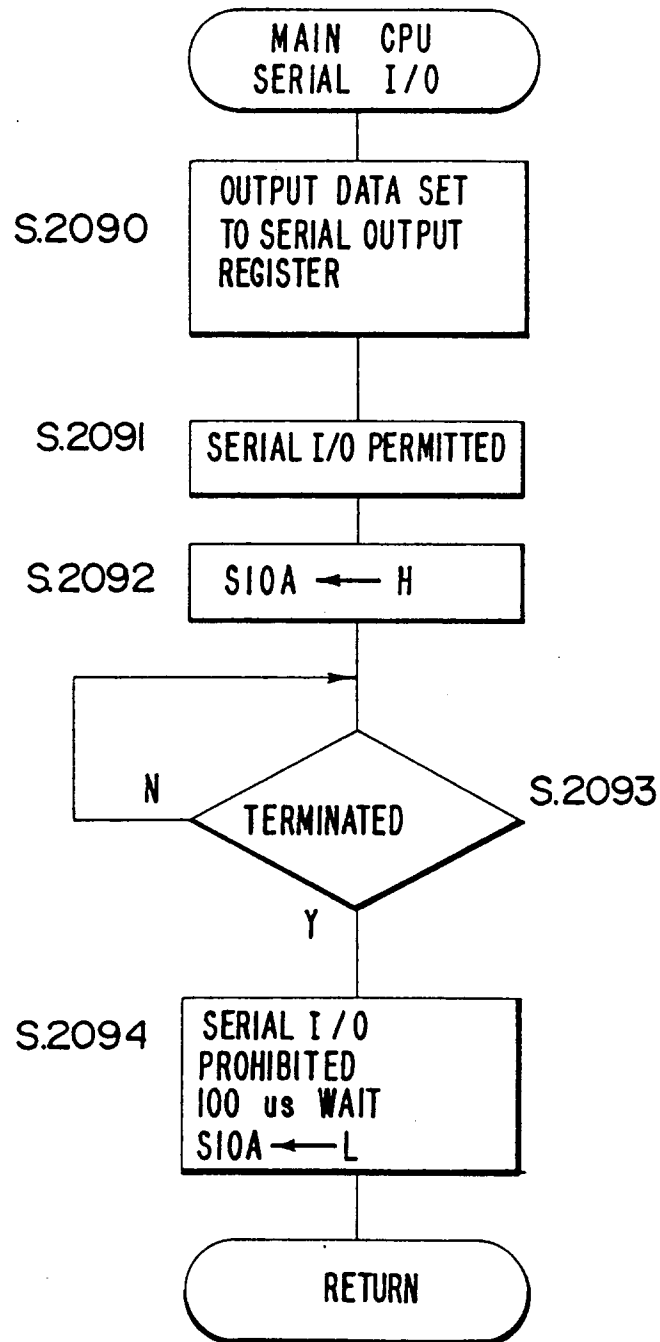 MAIN CPU
SERIAL I/O
S.2090
OUTPUT DATA SET
TO SERIAL OUTPUT
REGISTER
S.2091
SERIAL I/O PERMITTED
S.2092
SIOA ← H
N
TERMINATED
S.2093
Y
S.2094
SERIAL I/O
PROHIBITED
100 us WAIT
SIOA ← L
RETURN